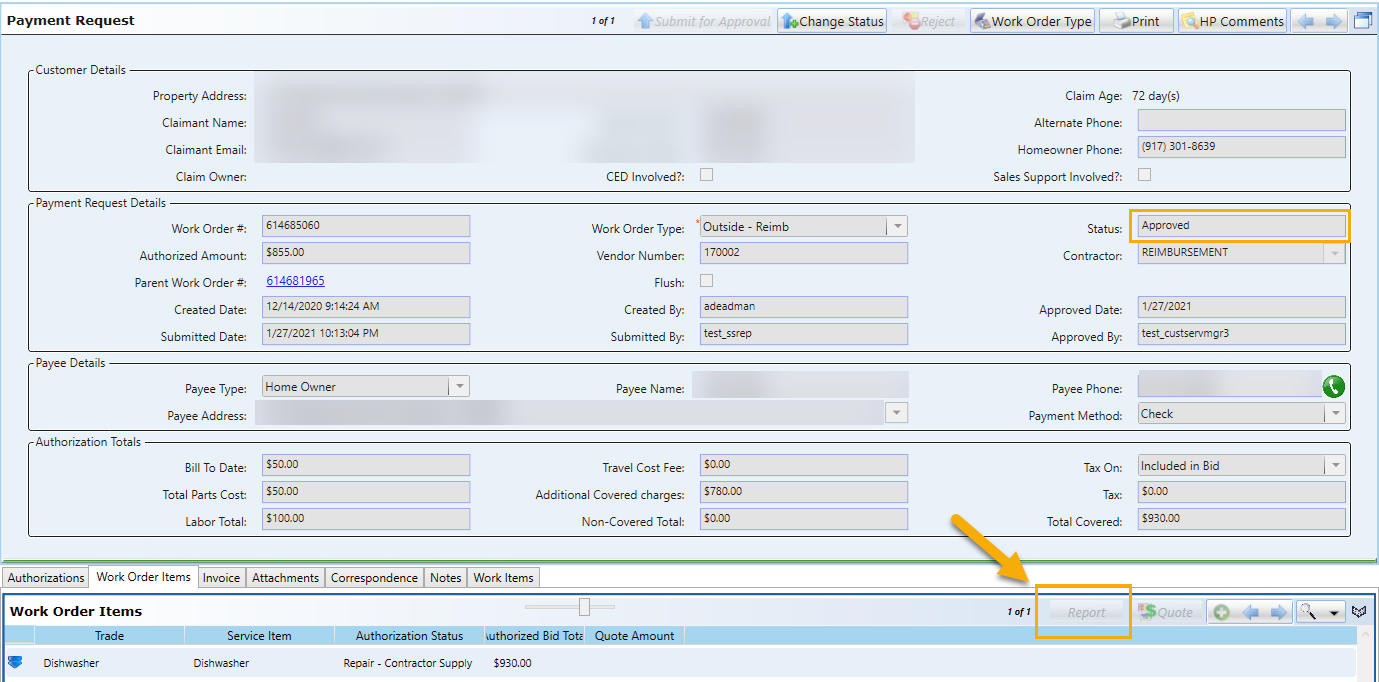 Payment Request 1 of 1 Submit for Approval Change Status Reject Work Order Type Print HP Comments
Customer Details
Property Address: Claim Age: 72 day(s)
Claimant Name: Alternate Phone:
Claimant Email: Homeowner Phone: (917) 301-8639
Claim Owner: CED Involved?: Sales Support Involved?:
Payment Request Details
Work Order #: 614685060 Work Order Type: *Outside - Reimb Status: Approved
Authorized Amount: $855.00 Vendor Number: 170002 Contractor: REIMBURSEMENT
Parent Work Order #: 614681965 Flush:
Created Date: 12/14/2020 9:14:24 AM Created By: adeadman Approved Date: 1/27/2021
Submitted Date: 1/27/2021 10:13:04 PM Submitted By: test_ssrep Approved By: test_custservmgr3
Payee Details
Payee Type: Home Owner Payee Name: Payee Phone:
Payee Address: Payment Method: Check
Authorization Totals
Bill To Date: $50.00 Travel Cost Fee: $0.00 Tax On: Included in Bid
Total Parts Cost: $50.00 Additional Covered charges: $780.00 Tax: $0.00
Labor Total: $100.00 Non-Covered Total: $0.00 Total Covered: $930.00
Authorizations Work Order Items Invoice Attachments Correspondence Notes Work Items
Work Order Items 1 of 1 Report Quote
Trade Service Item Authorization Status uthorized Bid Tota Quote Amount
Dishwasher Dishwasher Repair - Contractor Supply $930.00